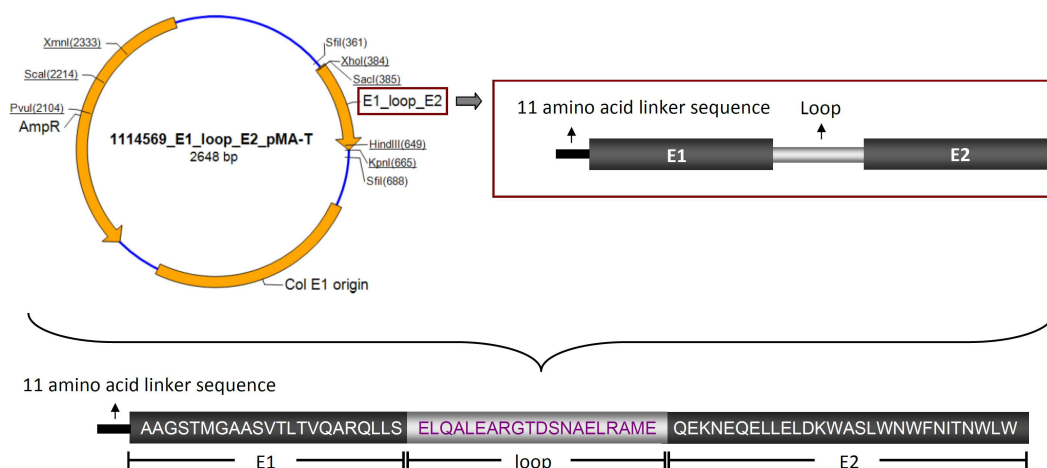 XmnI(2333)
ScaI(2214)
PvuI(2104)
AmpR
SfiI(361)
XhoI(384)
SacI(385)
E1_loop_E2
1114569_E1_loop_E2_pMA-T
2648 bp
HindIII(649)
KpnI(665)
SfiI(688)
Col E1 origin
11 amino acid linker sequence
Loop
E1
E2
11 amino acid linker sequence
AAGSTMGAASVTLTVQARQLLS ELQALEARGTDSNAELRAME QEKNEQELLELDKWASLWNWFNITNWLW
E1 loop E2